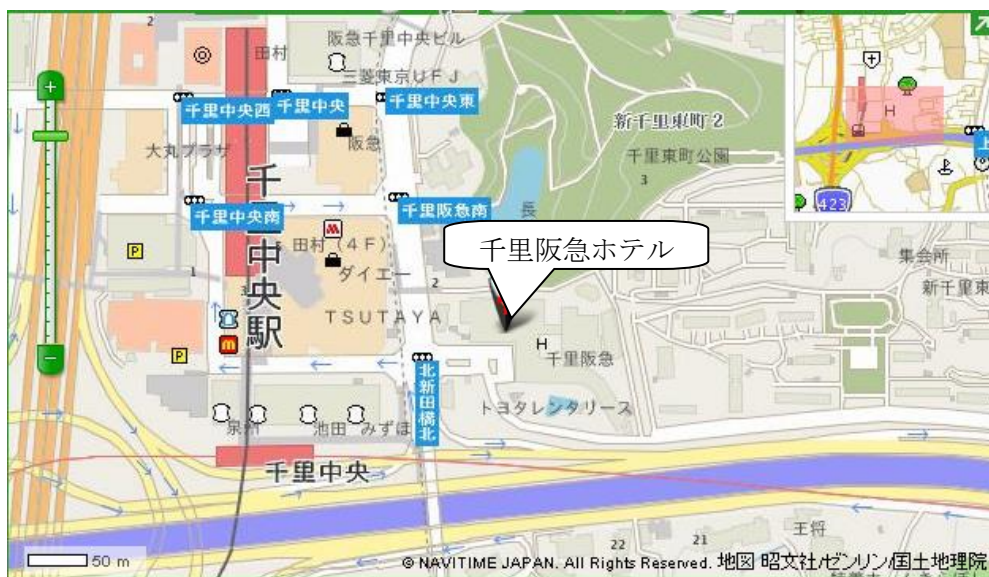 2
田村
阪急千里中央ビル
三菱東京UFJ
千里中央西
千里中央
千里中央東
新千里東町2
大丸プラザ
阪急
千里東町公園
3
千里中央南
千里阪急南
長
423
上
田村(4F)
ダイエー
千里阪急ホテル
集会所
新千里東
P
1
2
3
千里中央駅
TSUTAYA
P
H
千里阪急
北新田橋北
トヨタレンタリース
泉州
池田
みずほ
千里中央
王将
22
21
50 m
© NAVITIME JAPAN. All Rights Reserved. 地図 昭文社/ゼンリン/国土地理院